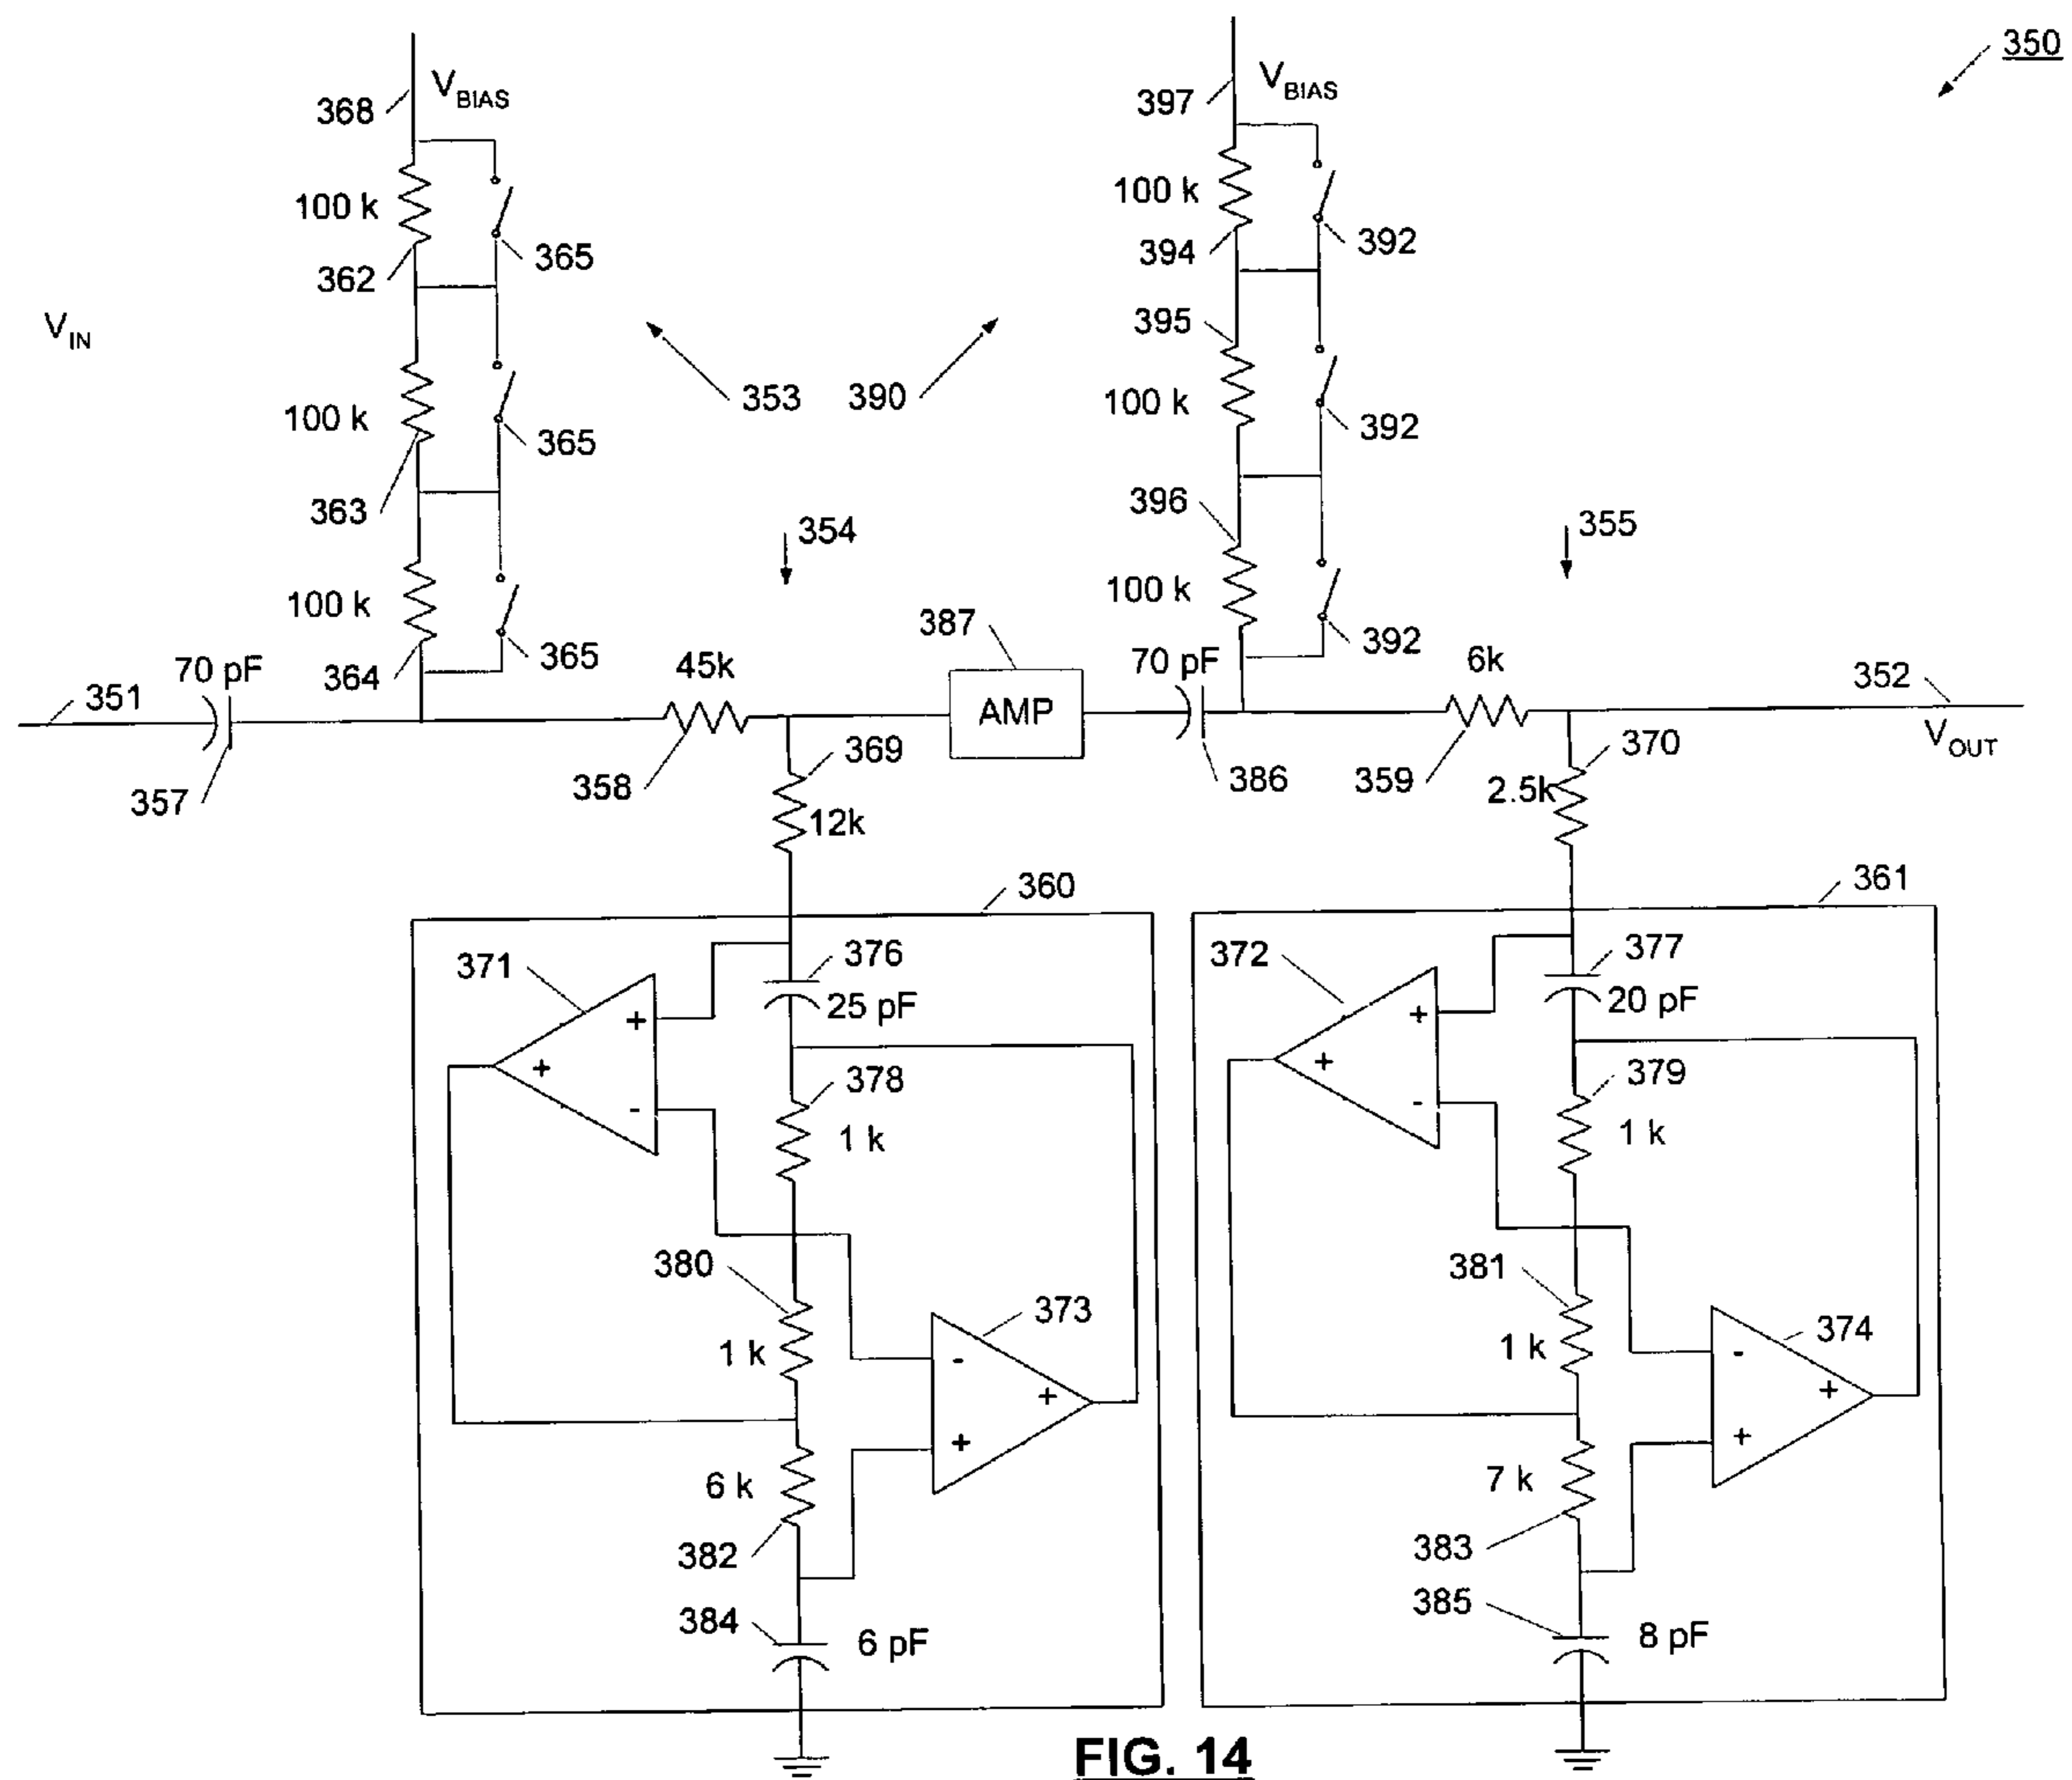 350
V BIAS
V BIAS
368
397
100 k
100 k
365
392
362
394
V IN
395
353
390
100 k
100 k
365
392
363
396
354
355
100 k
100 k
387
365
392
364
70 pF
45k
70 pF
6k
352
351
AMP
V OUT
369
370
357
358
386
359
2.5k
12k
360
361
371
376
372
377
+
25 pF
+
20 pF
+
378
+
379
-
1 k
-
1 k
380
381
373
374
1 k
-
1 k
-
+
+
+
+
6 k
7 k
382
383
384
6 pF
385
8 pF
FIG. 14